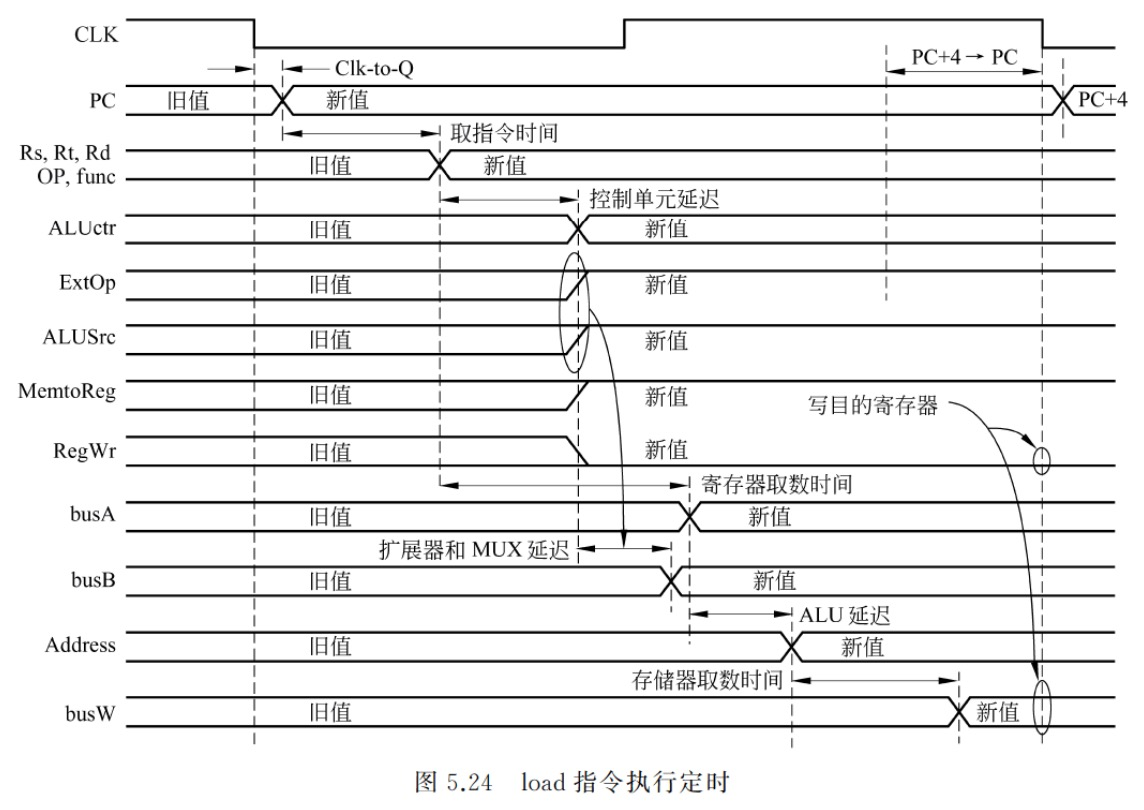 CLK
Clk-to-Q
PC+4→ PC
PC 旧值 新值 PC+4
取指令时间
Rs, Rt, Rd
OP, func 旧值 新值
控制单元延迟
ALUctr 旧值 新值
ExtOp 旧值 新值
ALUSrc 旧值 新值
MemtoReg 旧值 新值
写目的寄存器
RegWr 旧值 新值
寄存器取数时间
busA 旧值 新值
扩展器和 MUX 延迟
busB 旧值 新值
ALU 延迟
Address 旧值 新值
存储器取数时间
busW 旧值 新值
图 5.24 load 指令执行定时